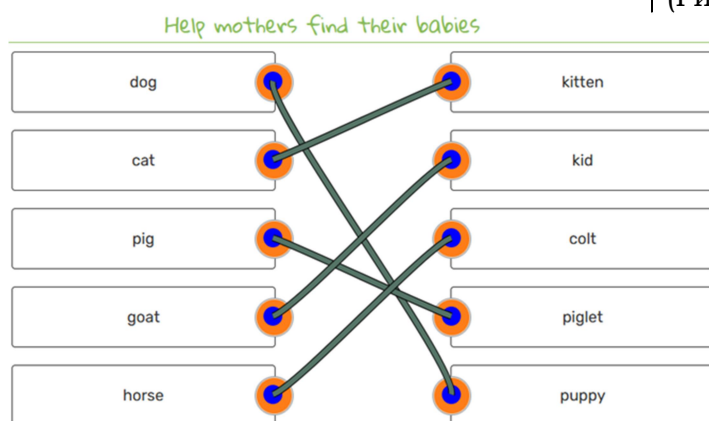 Help mothers find their babies
dog
kitten
cat
kid
pig
colt
goat
piglet
horse
puppy